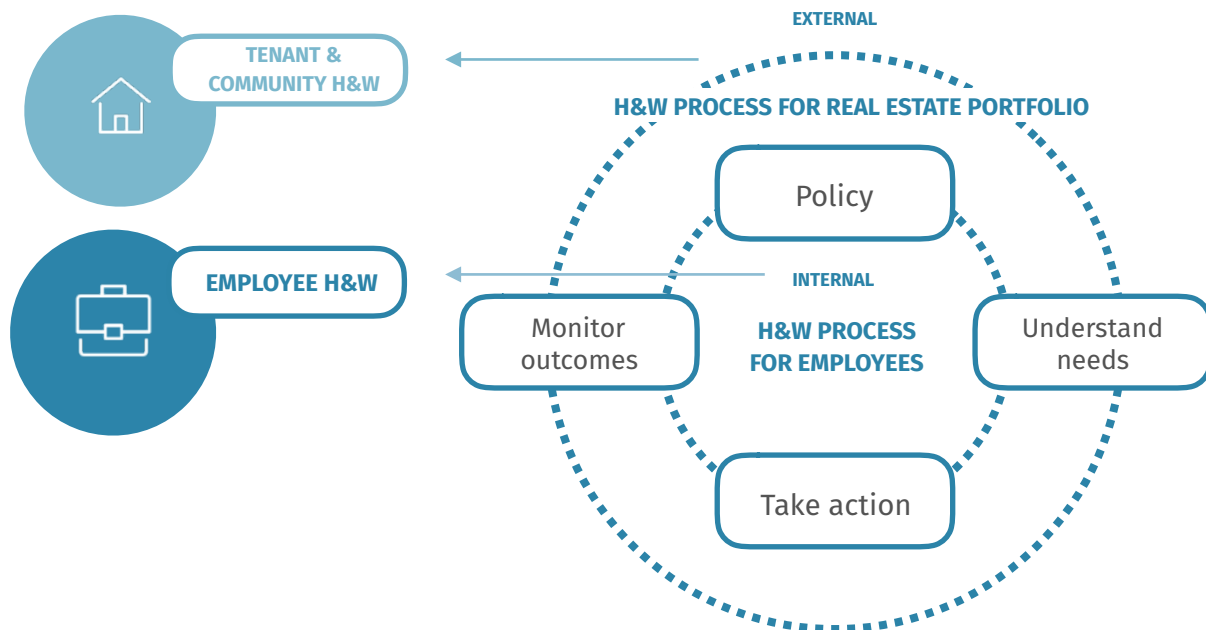 TENANT &
COMMUNITY H&W
EMPLOYEE H&W
EXTERNAL
H&W PROCESS FOR REAL ESTATE PORTFOLIO
Policy
INTERNAL
Monitor
outcomes
H&W PROCESS
FOR EMPLOYEES
Understand
needs
Take action